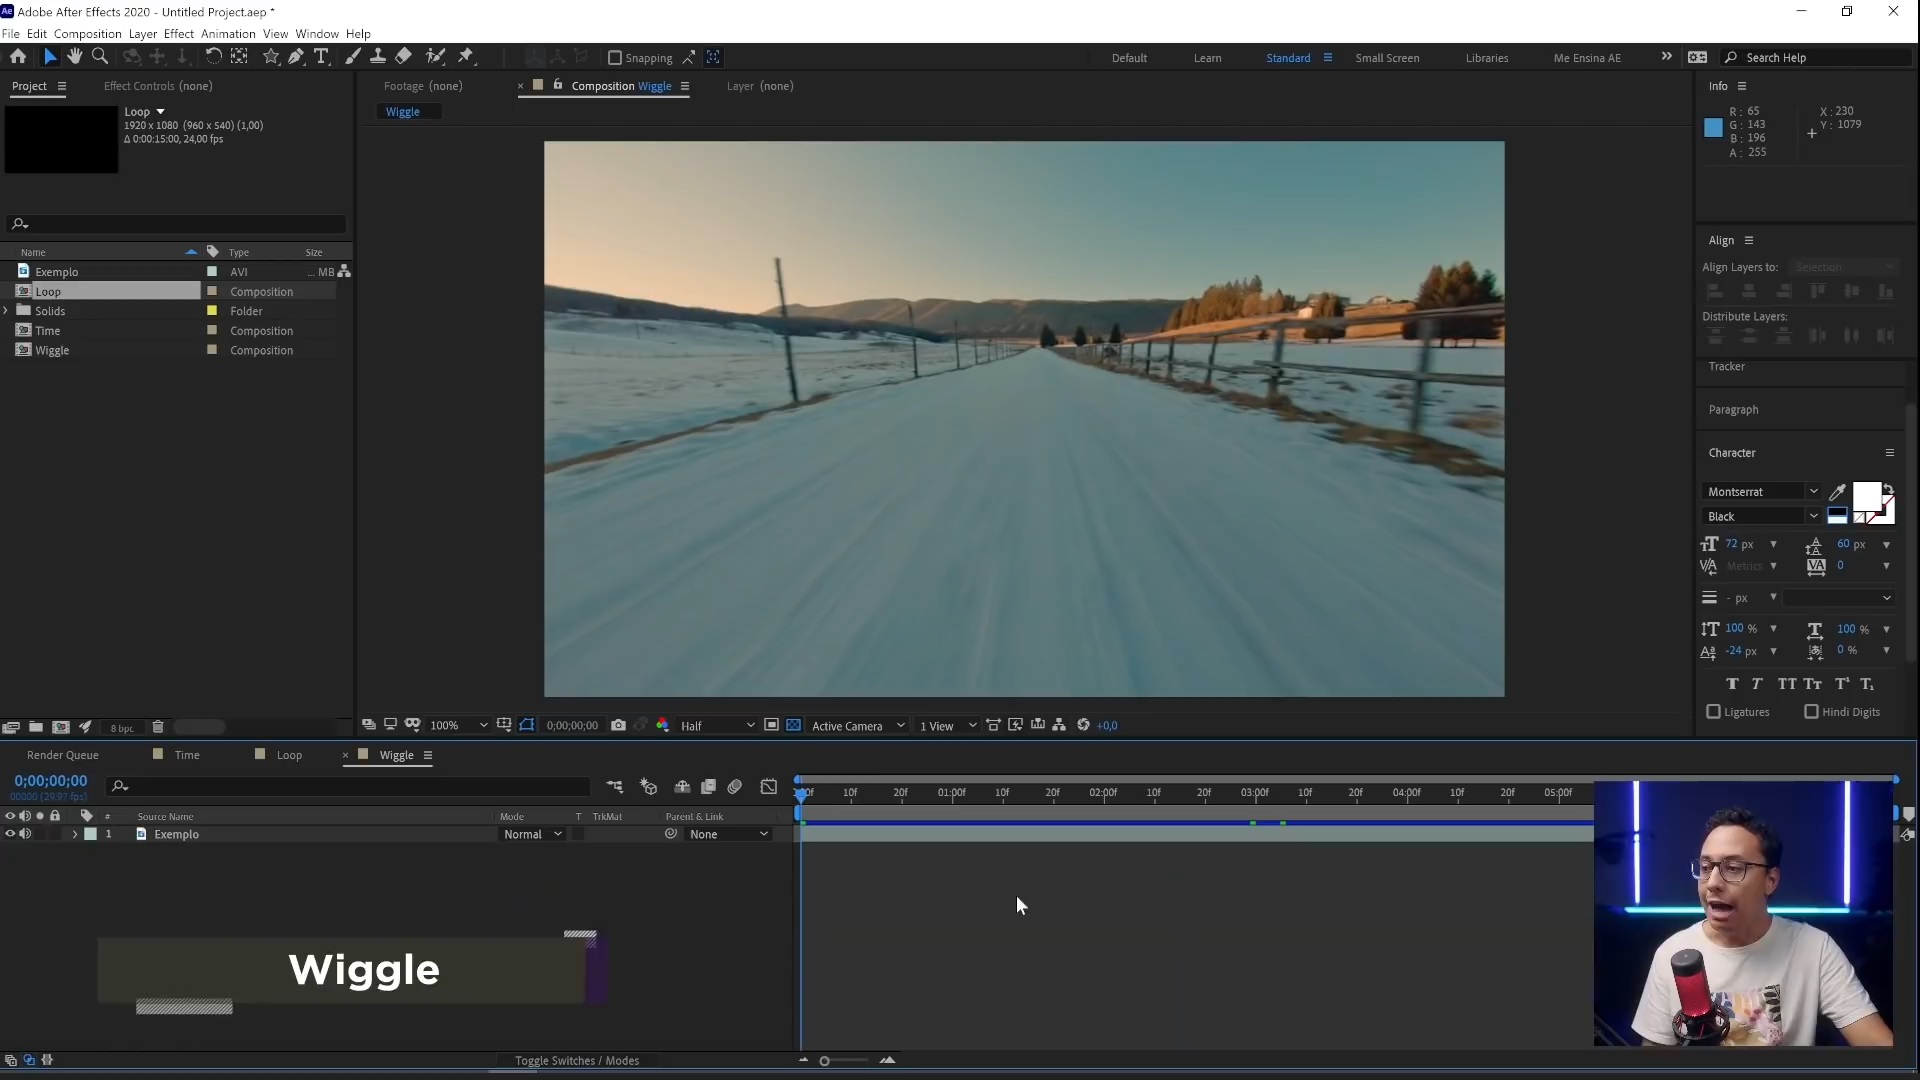 Adobe After Effects 2020 - Untitled Project.aep *
File Edit Composition Layer Effect Animation View Window Help
Snapping
Default Learn Standard Small Screen Libraries Me Ensina AE Search Help
Project Effect Controls (none)
Footage (none) Composition Wiggle Layer (none)
Wiggle
Info
Loop
1920 x 1080 (960 x 540) (1,00)
Δ 0:00:15:00, 24,00 fps
R: 65
G: 143
B: 196
A: 255
X: 230
Y: 1079
Name Type Size
Exemplo AVI ... MB
Loop Composition
Solids Folder
Time Composition
Wiggle Composition
Align
Align Layers to: Selection
Distribute Layers:
Tracker
Paragraph
Character
Montserrat
Black
72 px 60 px
Metrics 0
- px
100 % 100 %
-24 px 0 %
Ligatures Hindi Digits
8 bpc
100% 0;00;00;00 Half Active Camera 1 View +0,0
Render Queue Time Loop Wiggle
0;00;00;00
00000 (29.97 fps)
10f 20f 01:00f 10f 20f 02:00f 10f 20f 03:00f 10f 20f 04:00f 10f 20f 05:00f
# Source Name Mode T TrkMat Parent & Link
1 Exemplo Normal None
Wiggle
Toggle Switches / Modes